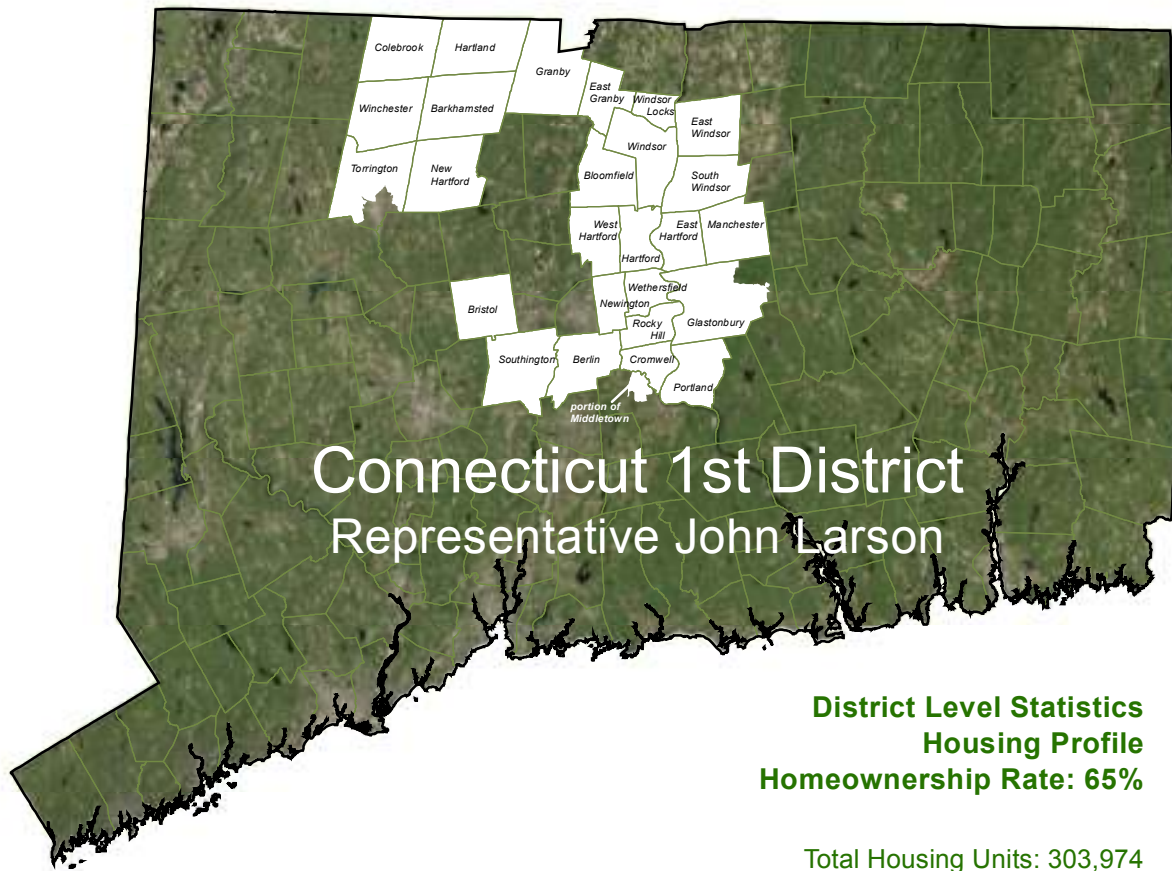 Colebrook
Hartland
Granby
East
Granby
Windsor
Locks
East
Windsor
Winchester
Barkhamsted
Windsor
Torrington
New
Hartford
Bloomfield
South
Windsor
West
Hartford
Hartford
East
Hartford
Manchester
Bristol
Wethersfield
Newington
Rocky
Hill
Glastonbury
Southington
Berlin
Cromwell
Portland
portion of
Middletown
Connecticut 1st District
Representative John Larson
District Level Statistics
Housing Profile
Homeownership Rate: 65%
Total Housing Units: 303,974